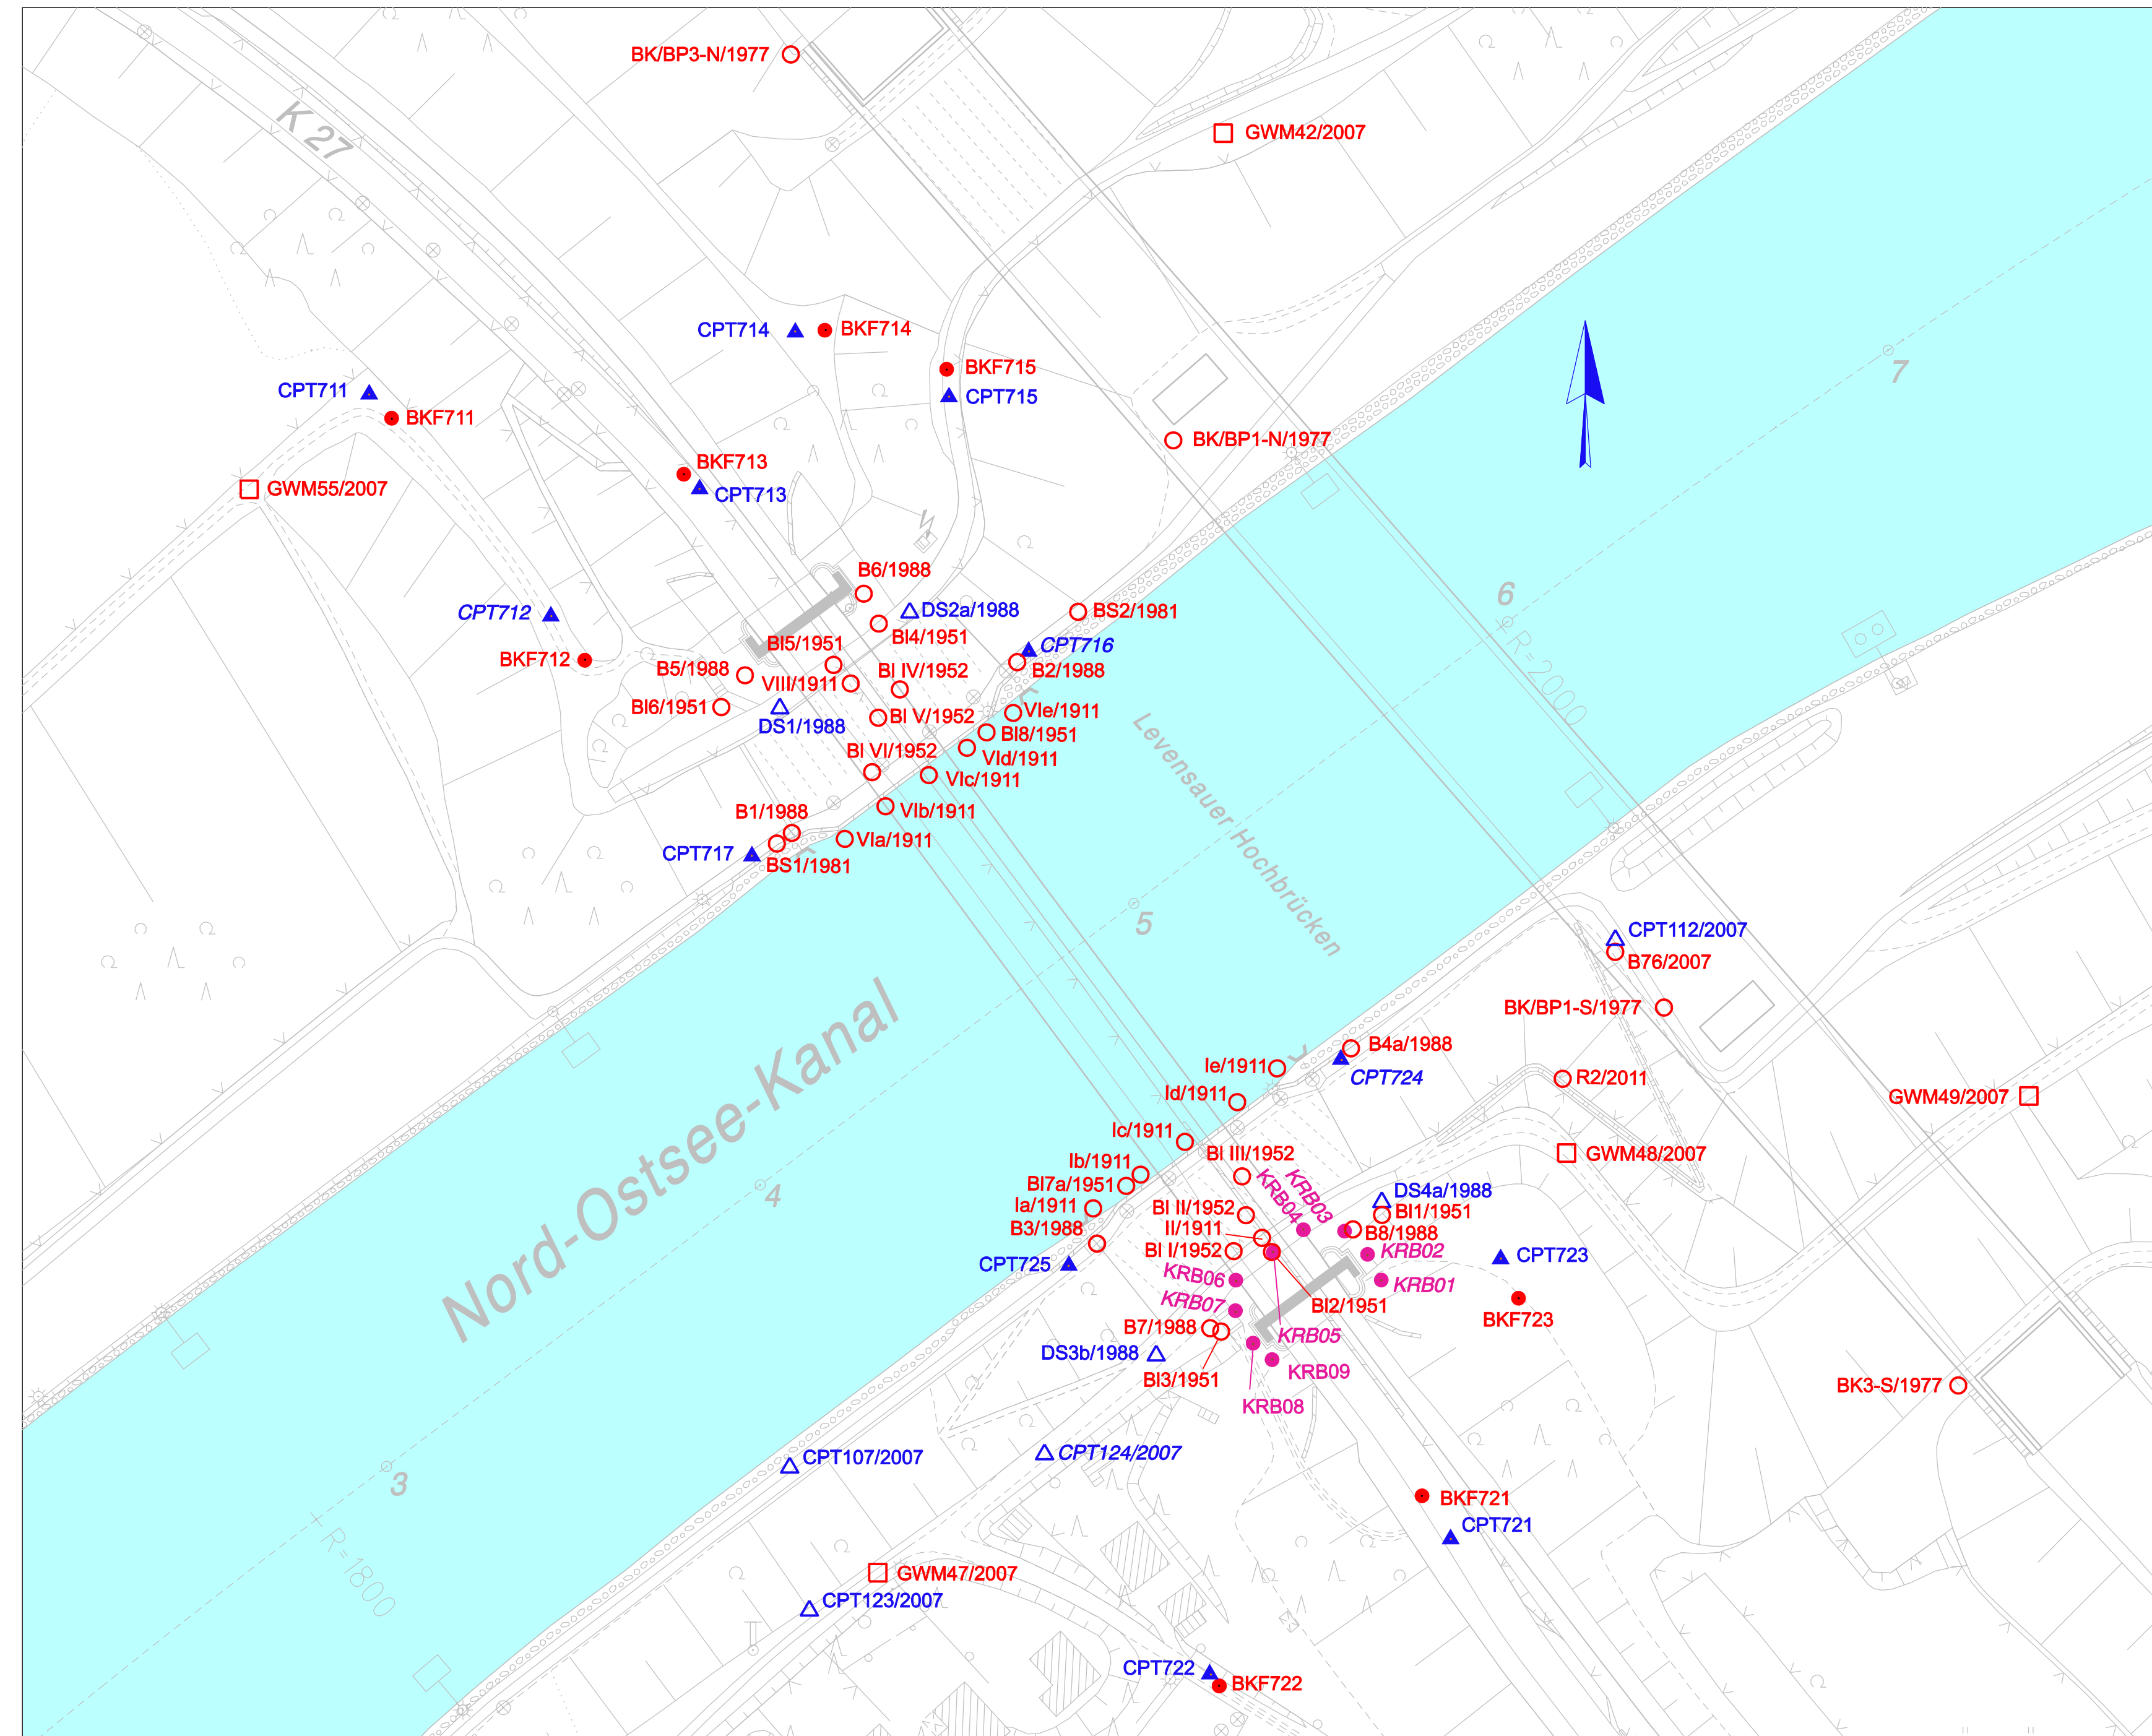 BK/BP3-N/1977
K 27
GWM42/2007
CPT714
BKF714
BKF715
CPT715
7
CPT711
BKF711
BK/BP1-N/1977
BKF713
CPT713
GWM55/2007
B6/1988
6
CPT712
DS2a/1988
BS2/1981
BI4/1951
BI5/1951
CPT716
BKF712
B5/1988
BI IV/1952
B2/1988
R=2000
VIII/1911
BI6/1951
BI V/1952
VIe/1911
DS1/1988
BI8/1951
BI VI/1952
VId/1911
VIc/1911
Levensauer Hochbrücken
B1/1988
VIb/1911
VIa/1911
CPT717
BS1/1981
5
CPT112/2007
B76/2007
Nord-Ostsee-Kanal
BK/BP1-S/1977
B4a/1988
Ie/1911
CPT724
R2/2011
Id/1911
GWM49/2007
Ic/1911
BI III/1952
GWM48/2007
Ib/1911
BI7a/1951
KRB04
KRB03
4
DS4a/1988
Ia/1911
BI II/1952
BI1/1951
B3/1988
II/1911
B8/1988
BI I/1952
KRB02
CPT723
CPT725
KRB06
KRB01
KRB07
BI2/1951
BKF723
B7/1988
KRB05
DS3b/1988
BI3/1951
KRB09
BK3-S/1977
KRB08
CPT107/2007
CPT124/2007
3
BKF721
CPT721
R=1800
GWM47/2007
CPT123/2007
CPT722
BKF722